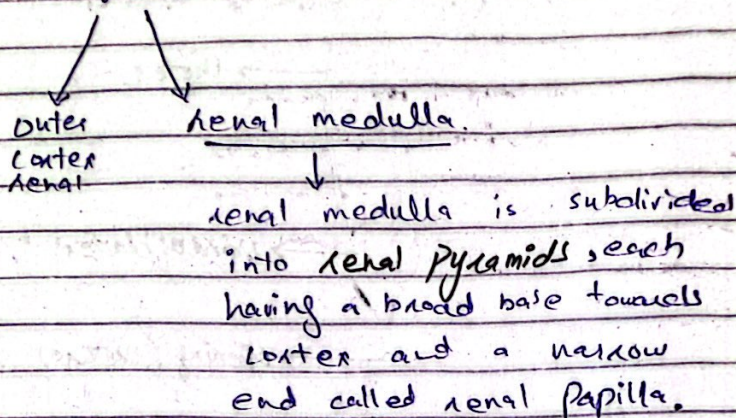 outer
cortex
renal
renal medulla.
renal medulla is subdivided
into renal pyramids, each
having a broad base towards
cortex and a narrow
end called renal papilla.